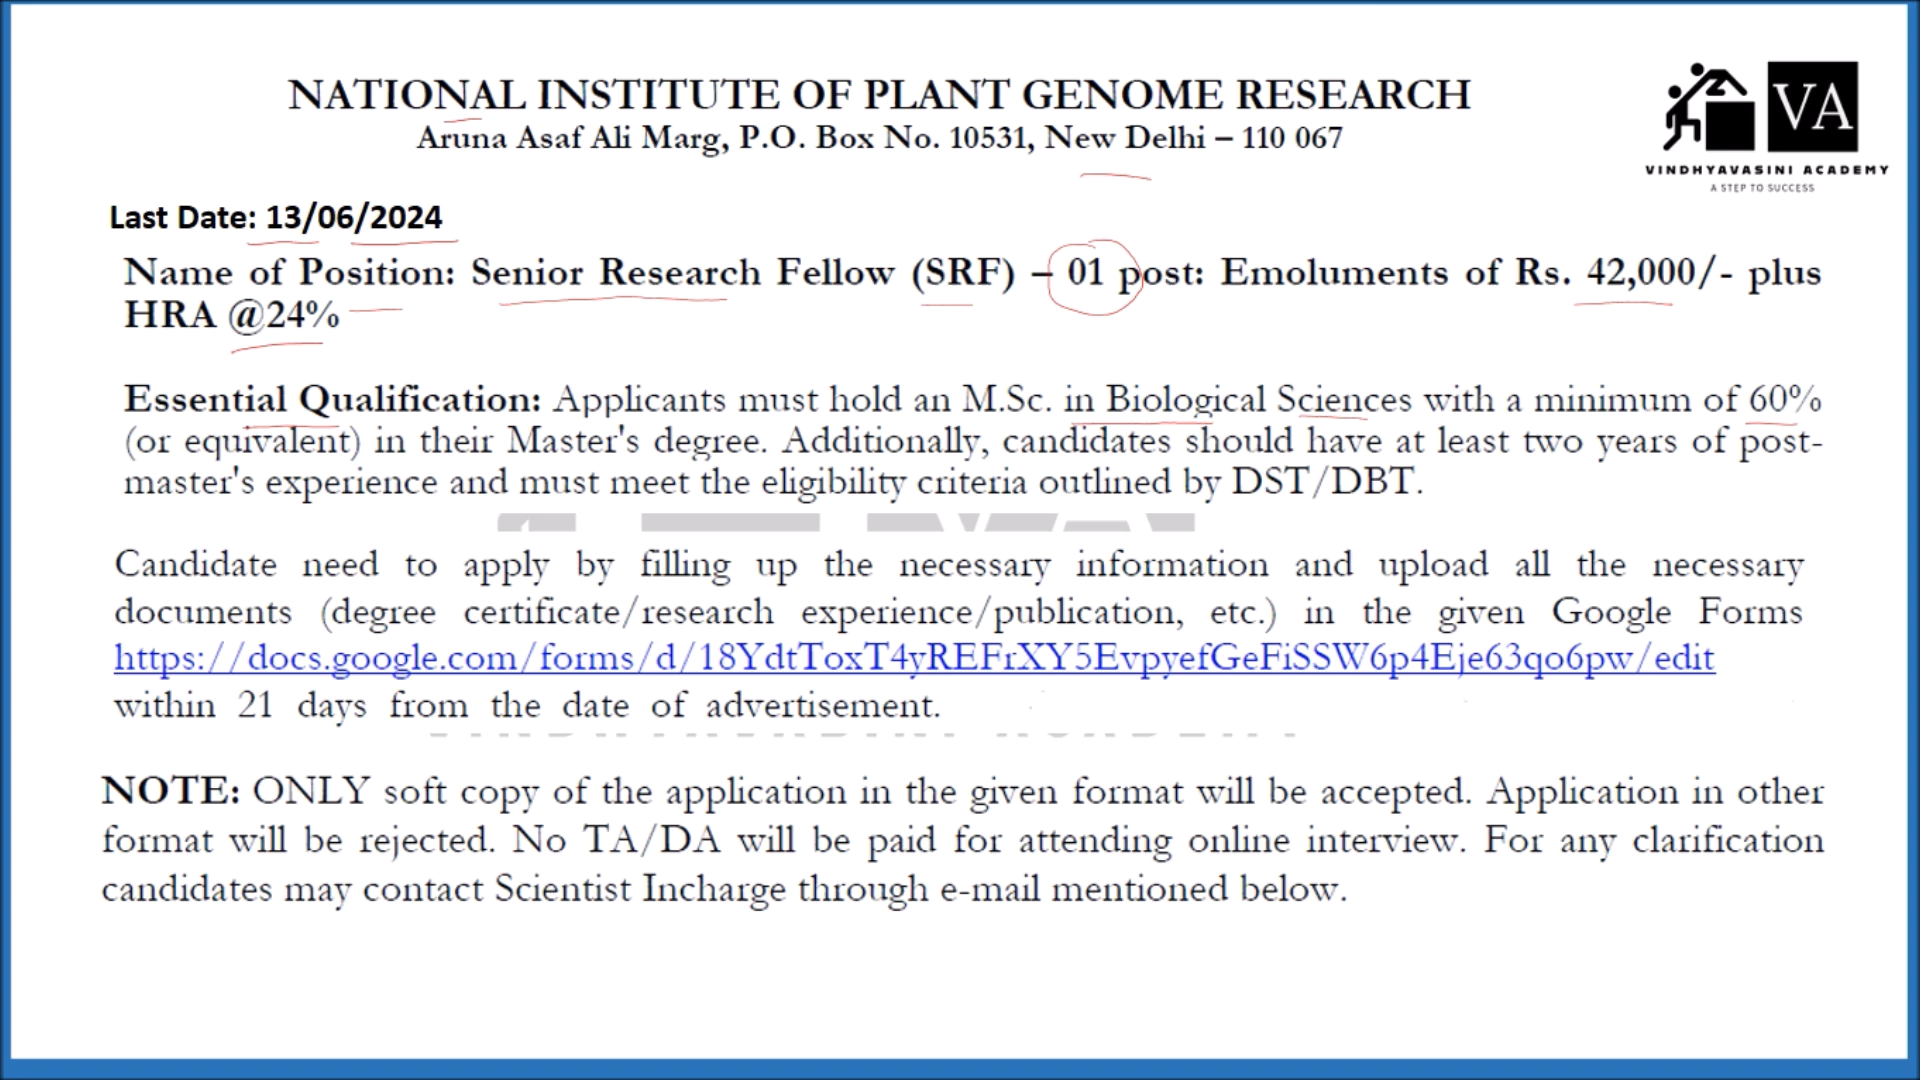 NATIONAL INSTITUTE OF PLANT GENOME RESEARCH
Aruna Asaf Ali Marg, P.O. Box No. 10531, New Delhi – 110 067
VA
VINDHYAVASINI ACADEMY
A STEP TO SUCCESS
Last Date: 13/06/2024
Name of Position: Senior Research Fellow (SRF) – 01 post: Emoluments of Rs. 42,000/- plus
HRA @24%
Essential Qualification: Applicants must hold an M.Sc. in Biological Sciences with a minimum of 60%
(or equivalent) in their Master's degree. Additionally, candidates should have at least two years of post-
master's experience and must meet the eligibility criteria outlined by DST/DBT.
Candidate need to apply by filling up the necessary information and upload all the necessary
documents (degree certificate/research experience/publication, etc.) in the given Google Forms
https://docs.google.com/forms/d/18YdtToxT4yREFrXY5EvpyefGeFiSSW6p4Eje63qo6pw/edit
within 21 days from the date of advertisement.
NOTE: ONLY soft copy of the application in the given format will be accepted. Application in other
format will be rejected. No TA/DA will be paid for attending online interview. For any clarification
candidates may contact Scientist Incharge through e-mail mentioned below.